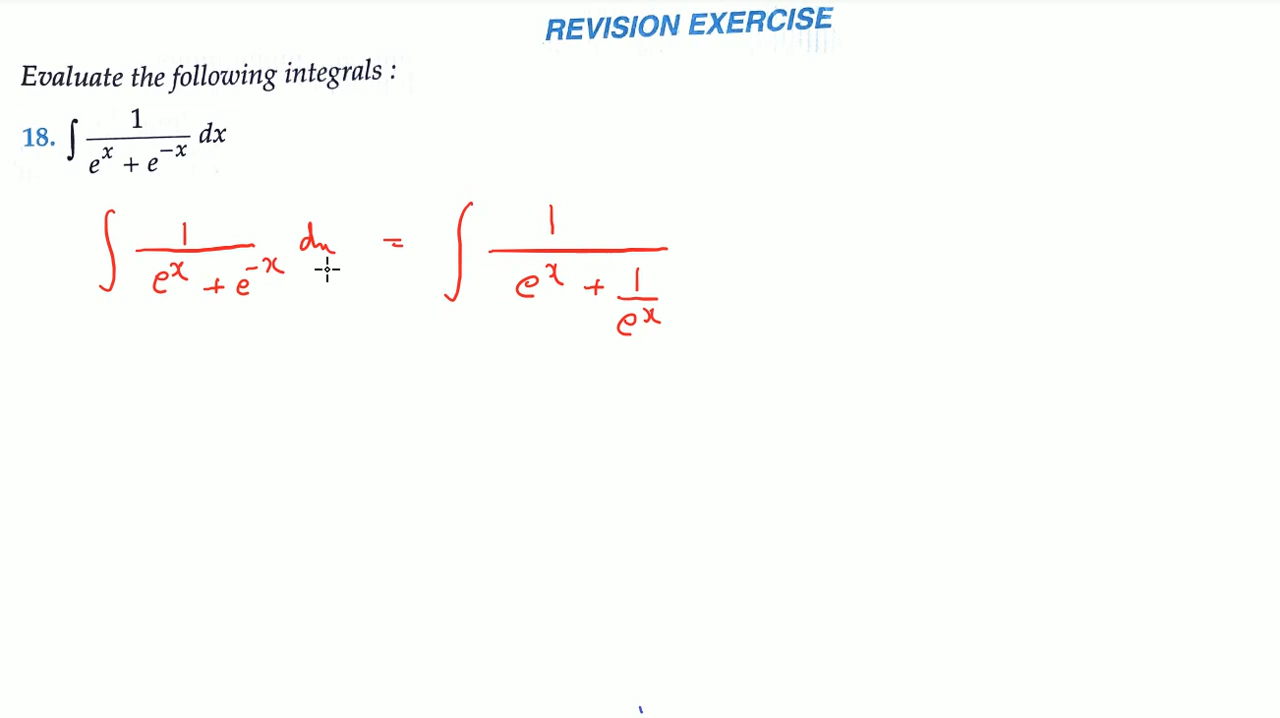 REVISION EXERCISE
Evaluate the following integrals :
18. ∫ 1/(e^x + e^−x) dx
∫ 1/(e^x + e^−x) dx = ∫ 1/(e^x + 1/e^x)